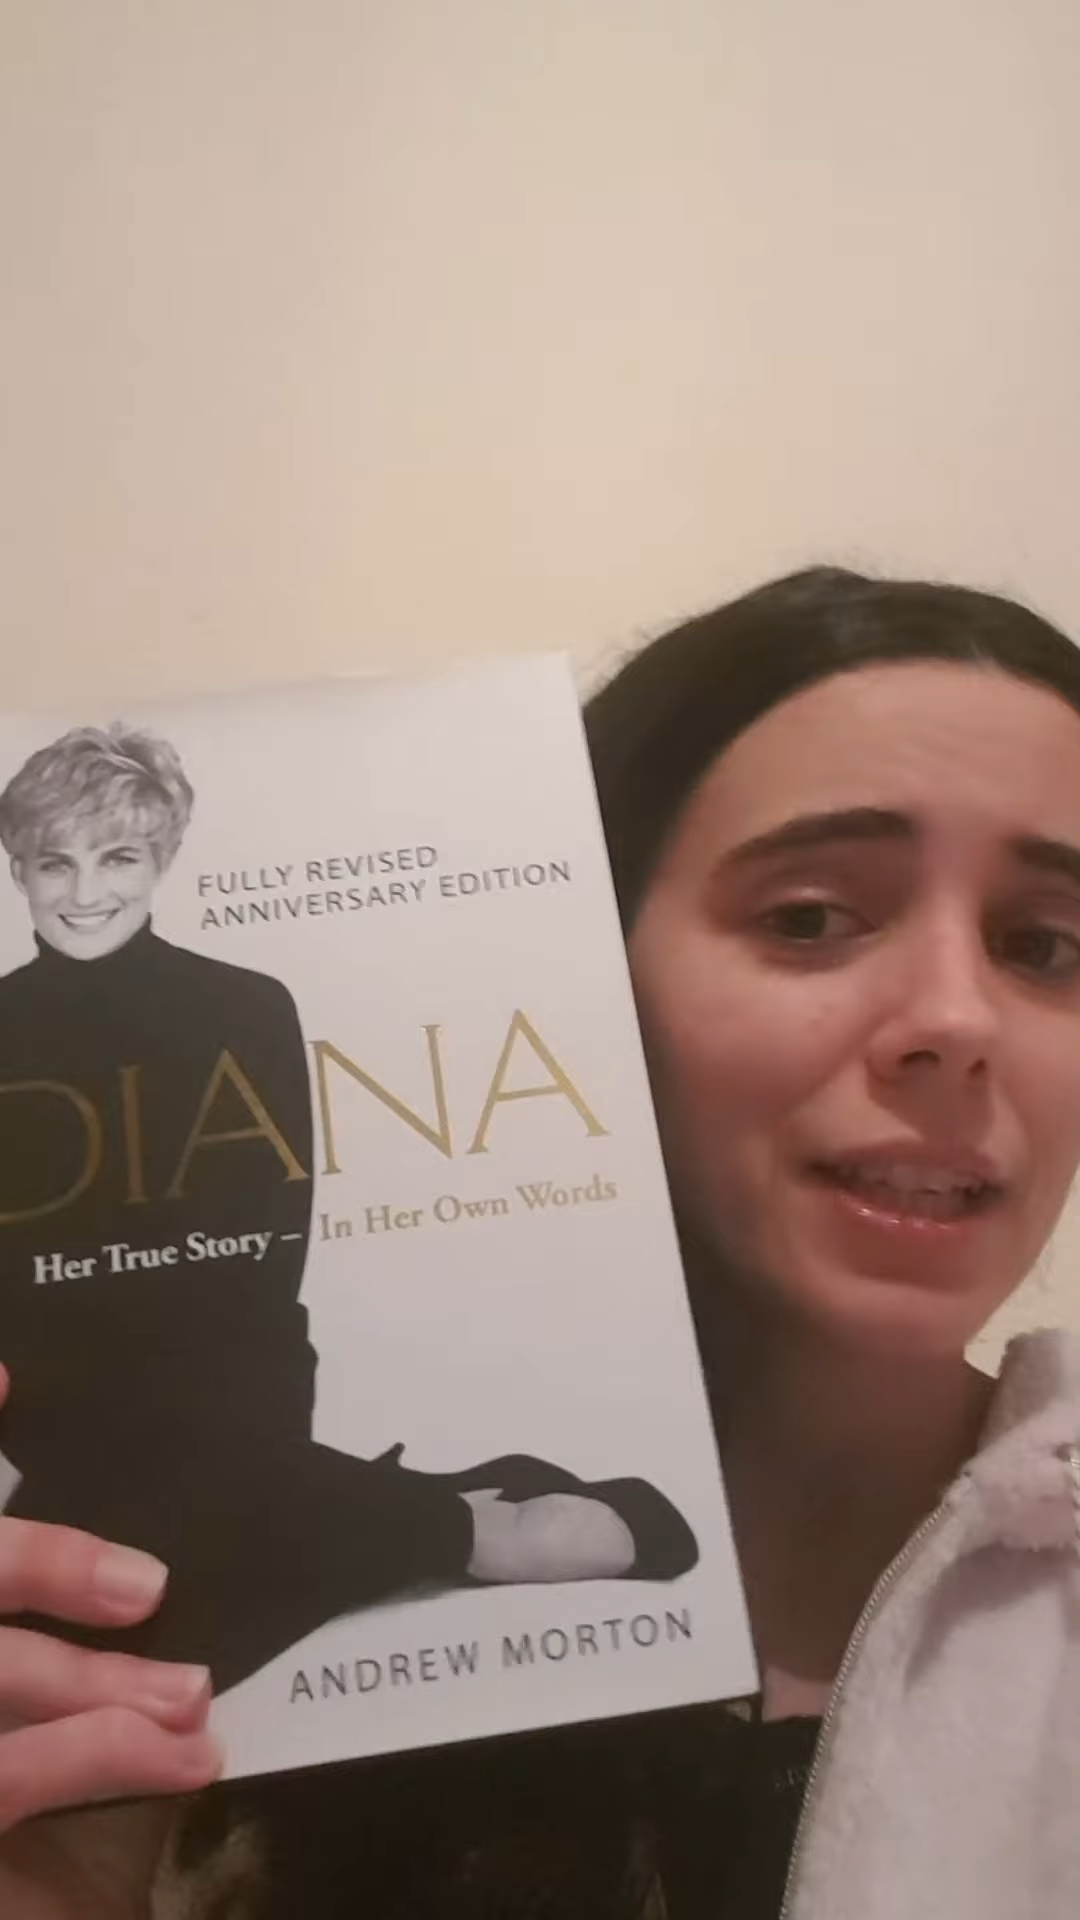 FULLY REVISED
ANNIVERSARY EDITION
DIANA
Her True Story – In Her Own Words
ANDREW MORTON